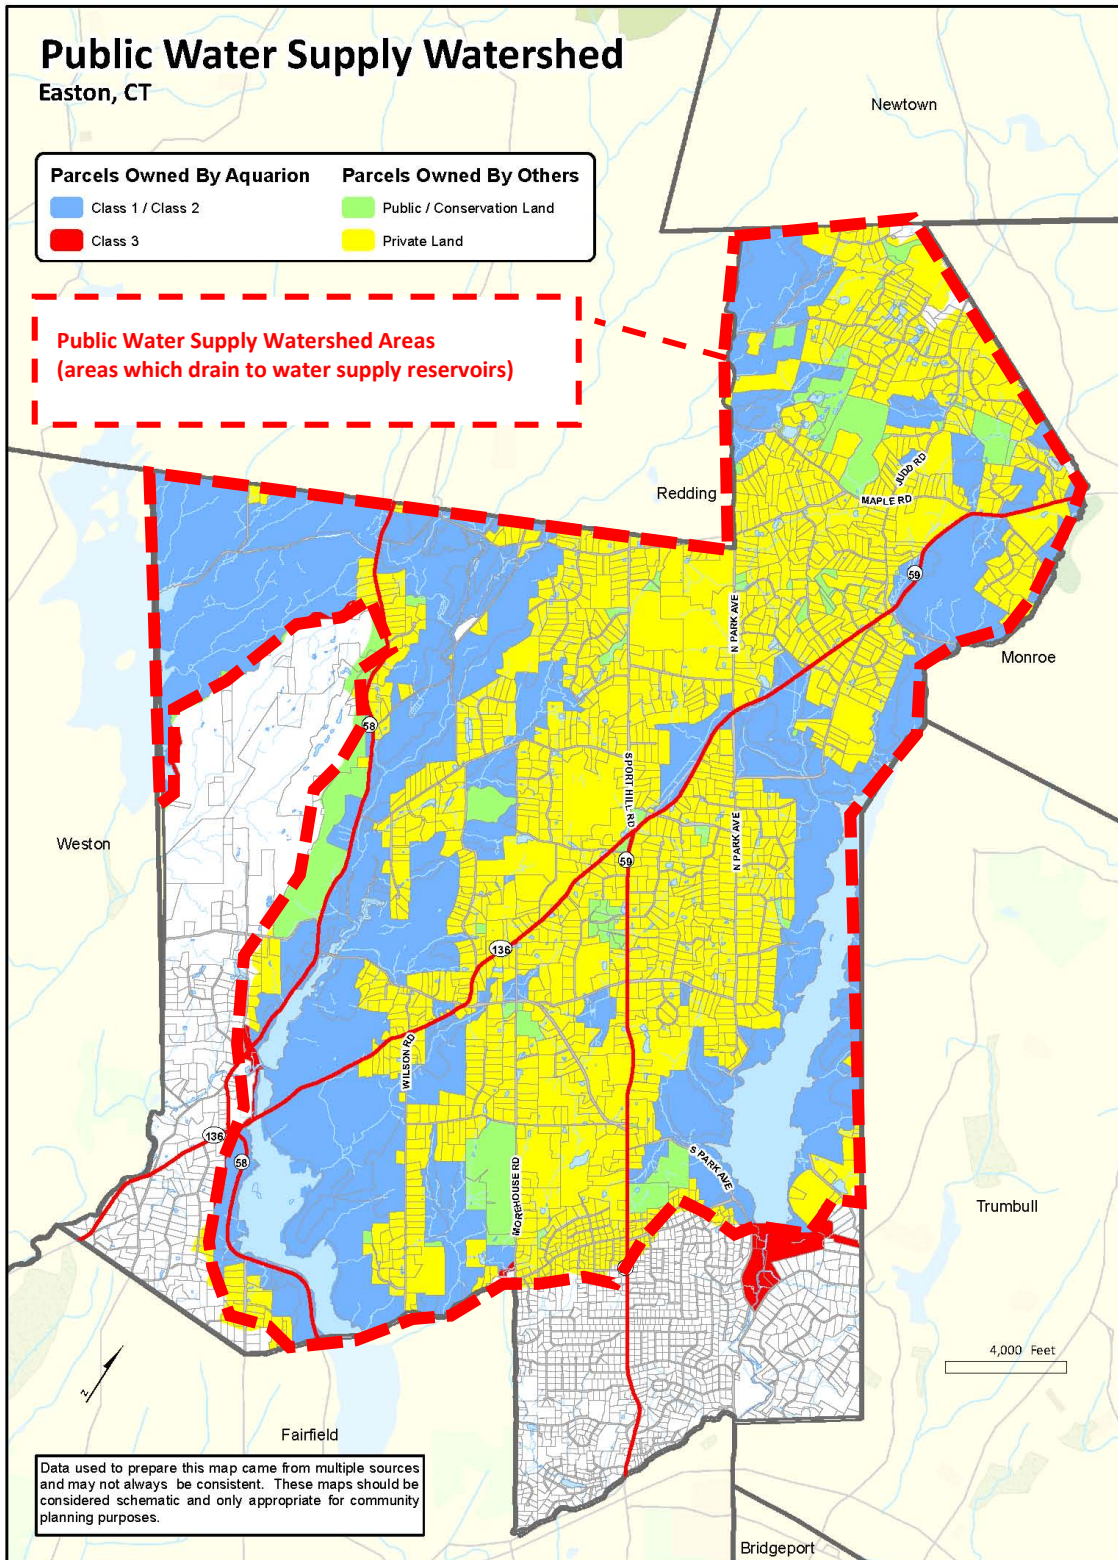 Public Water Supply Watershed
Easton, CT
Newtown
Parcels Owned By Aquarion
Parcels Owned By Others
Class 1 / Class 2
Public / Conservation Land
Class 3
Private Land
Public Water Supply Watershed Areas
(areas which drain to water supply reservoirs)
Redding
JUDD RD
MAPLE RD
59
N PARK AVE
Monroe
58
SPORT HILL RD
Weston
N PARK AVE
59
136
WILSON RD
136
58
S PARK AVE
MOREHOUSE RD
Trumbull
4,000 Feet
N
Fairfield
Data used to prepare this map came from multiple sources
and may not always be consistent. These maps should be
considered schematic and only appropriate for community
planning purposes.
Bridgeport